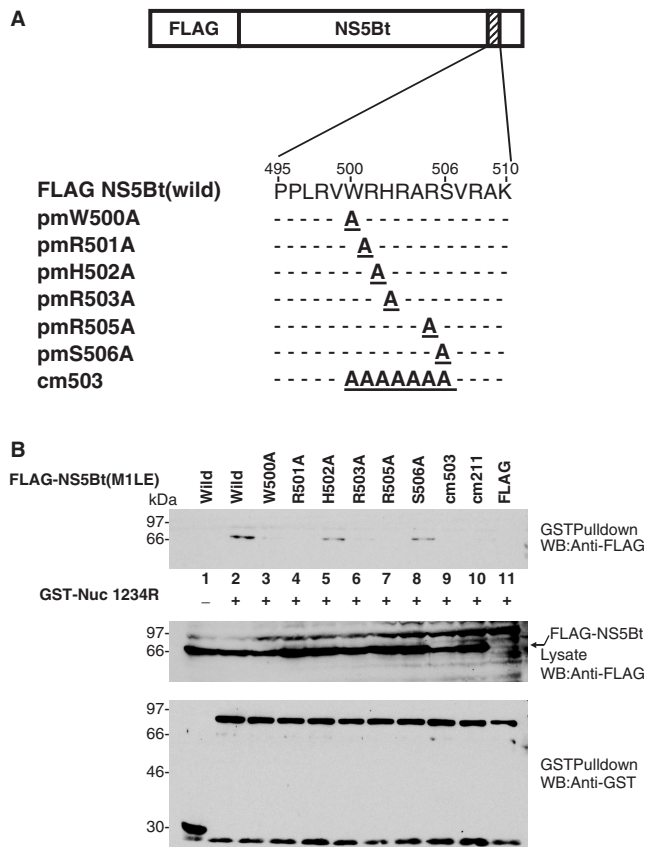 A
FLAG NS5Bt
495 500 506 510
FLAG NS5Bt(wild) PPLRVWRHRARSVRAK
pmW500A - - - - - A - - - - - - - - - -
pmR501A - - - - - - A - - - - - - - - -
pmH502A - - - - - - - A - - - - - - - -
pmR503A - - - - - - - - A - - - - - - -
pmR505A - - - - - - - - - - A - - - - -
pmS506A - - - - - - - - - - - A - - - -
cm503 - - - - - AAAAAAA - - - -
B
FLAG-NS5Bt(M1LE) Wild Wild W500A R501A H502A R503A R505A S506A cm503 cm211 FLAG
kDa
97-
66-
GSTPulldown
WB:Anti-FLAG
1 2 3 4 5 6 7 8 9 10 11
GST-Nuc 1234R – + + + + + + + + + +
97-
66-
FLAG-NS5Bt
Lysate
WB:Anti-FLAG
97-
66-
46-
30-
GSTPulldown
WB:Anti-GST